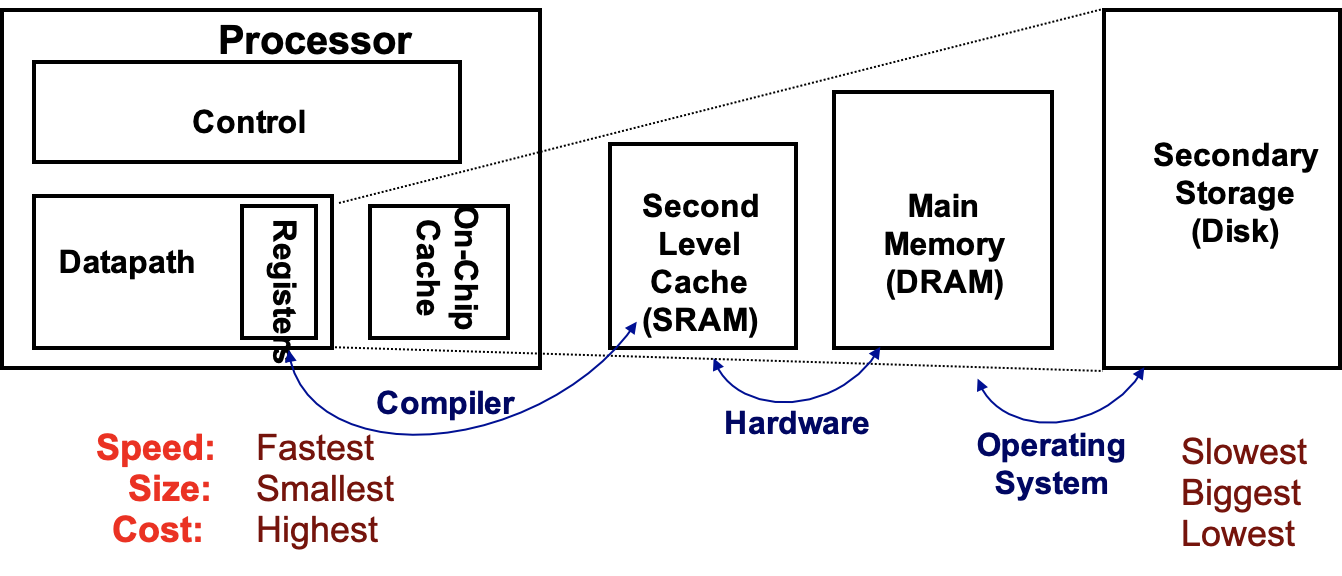 Processor
Control
Datapath
Registers
On-Chip
Cache
Second
Level
Cache
(SRAM)
Main
Memory
(DRAM)
Secondary
Storage
(Disk)
Compiler
Hardware
Operating
System
Speed: Fastest
Size: Smallest
Cost: Highest
Slowest
Biggest
Lowest